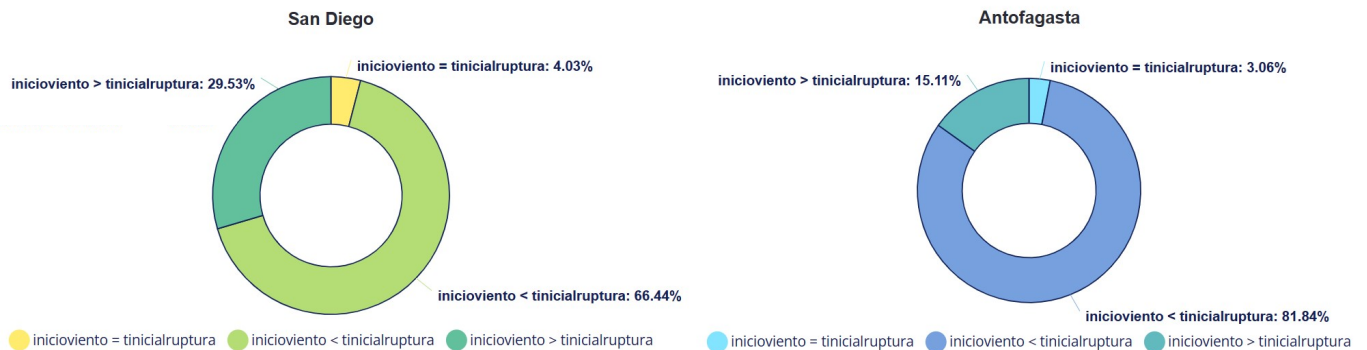 San Diego
inicioviento = tinicialruptura: 4.03%
inicioviento > tinicialruptura: 29.53%
inicioviento < tinicialruptura: 66.44%
inicioviento = tinicialruptura
inicioviento < tinicialruptura
inicioviento > tinicialruptura
Antofagasta
inicioviento = tinicialruptura: 3.06%
inicioviento > tinicialruptura: 15.11%
inicioviento < tinicialruptura: 81.84%
inicioviento = tinicialruptura
inicioviento < tinicialruptura
inicioviento > tinicialruptura